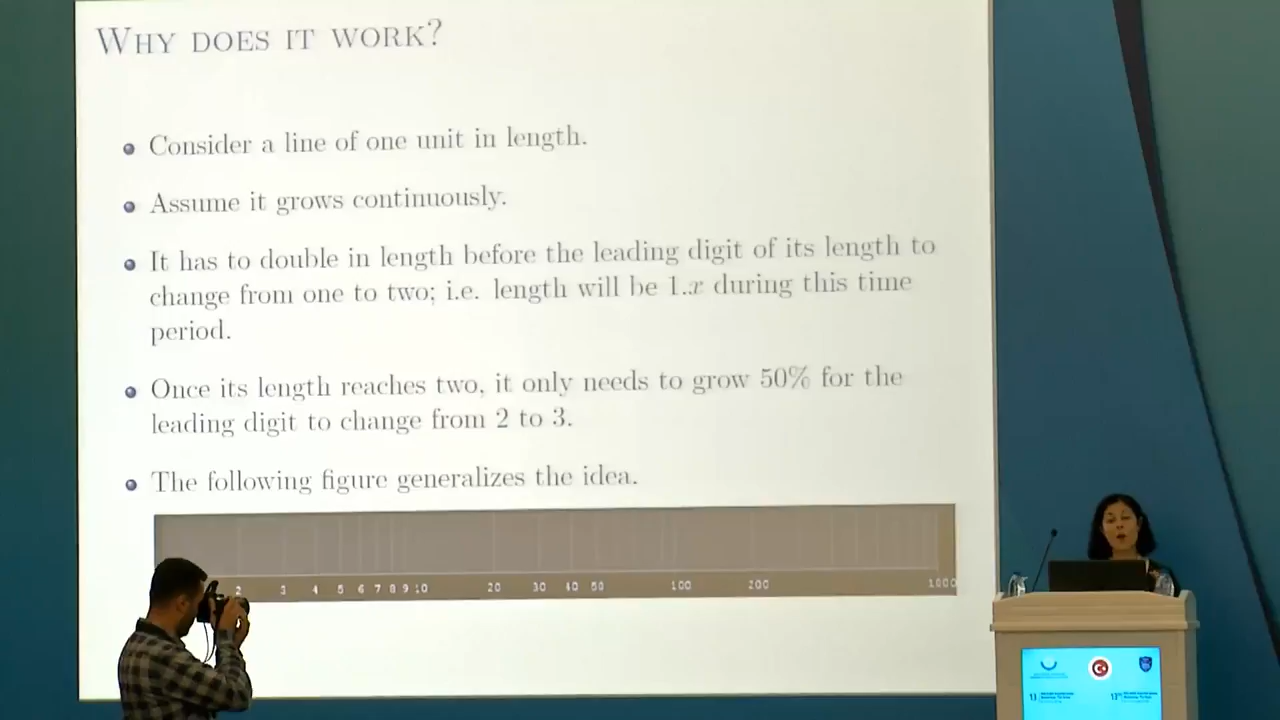 WHY DOES IT WORK?
Consider a line of one unit in length.
Assume it grows continuously.
It has to double in length before the leading digit of its length to
change from one to two; i.e. length will be 1.x during this time
period.
Once its length reaches two, it only needs to grow 50% for the
leading digit to change from 2 to 3.
The following figure generalizes the idea.
2 3 4 5 6 7 8 9 10 20 30 40 50 100 200 1000